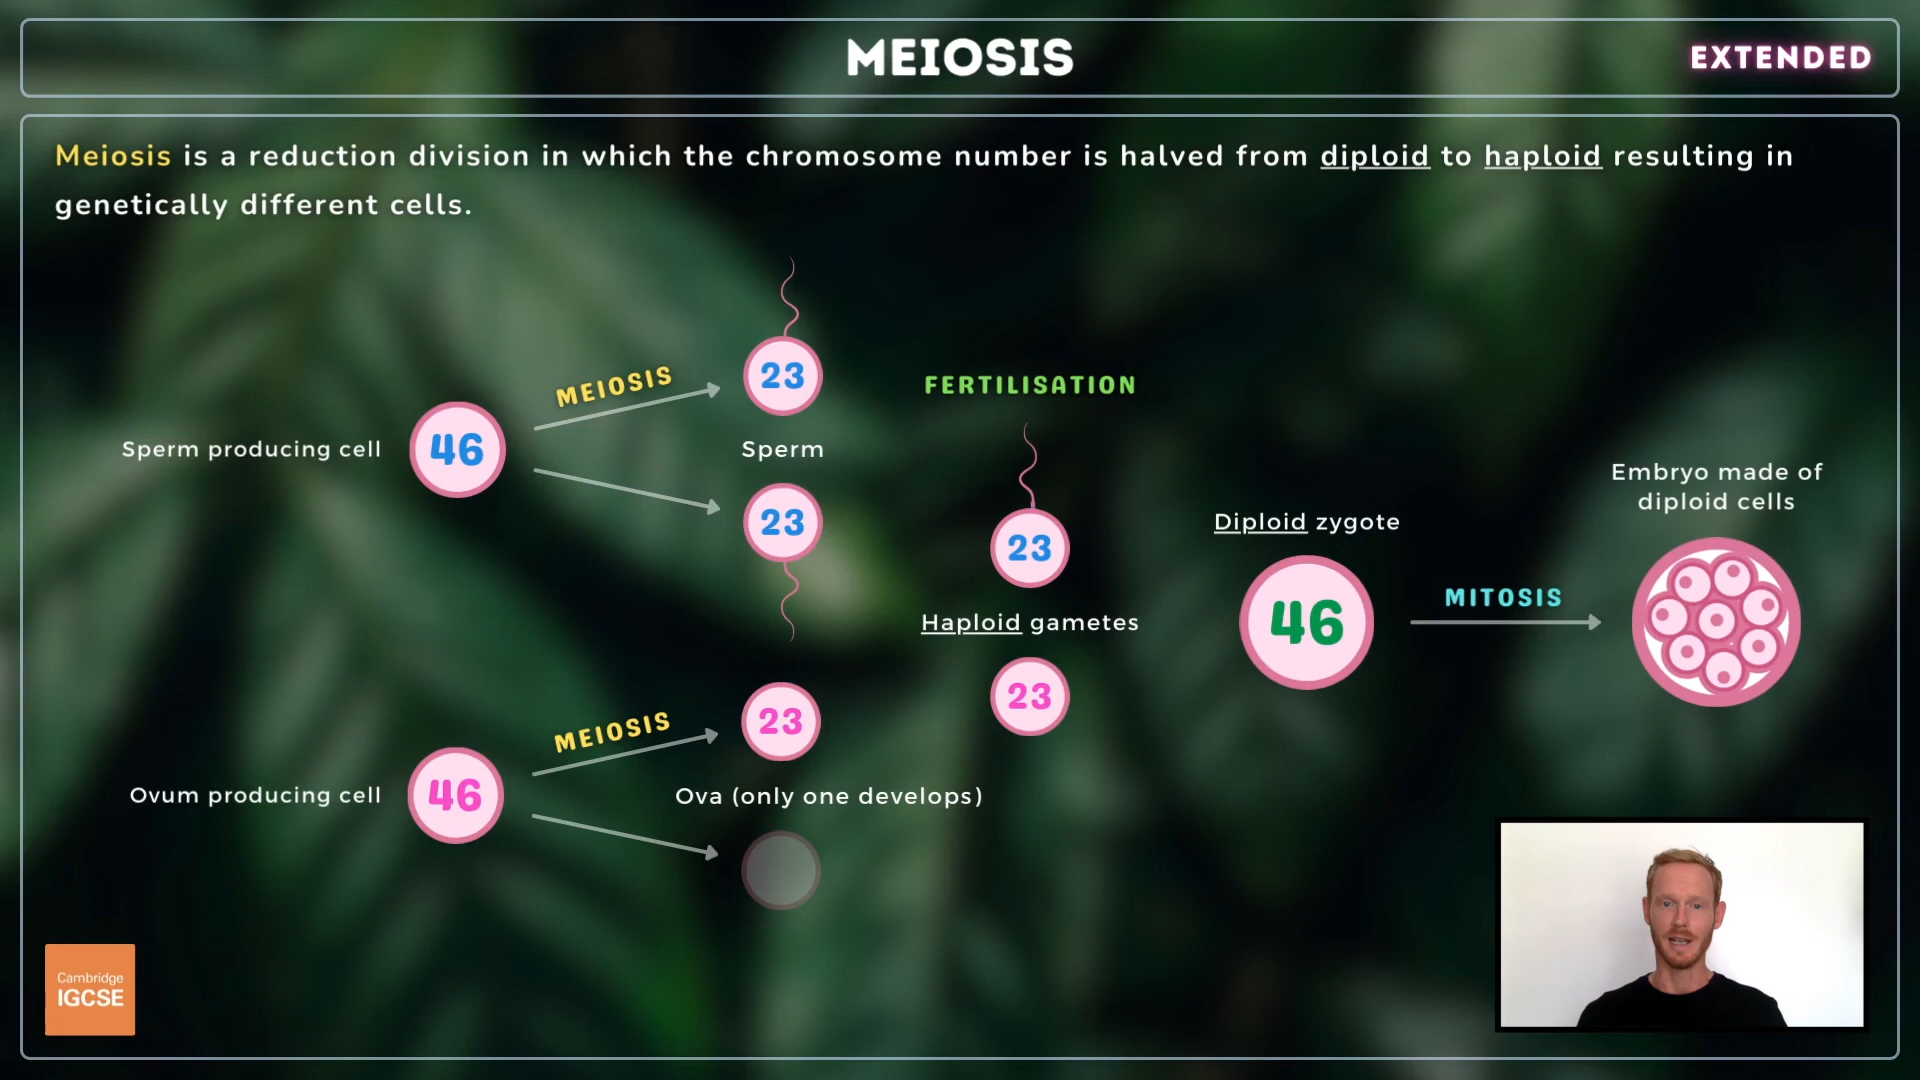 MEIOSIS
EXTENDED
Meiosis is a reduction division in which the chromosome number is halved from diploid to haploid resulting in
genetically different cells.
Sperm producing cell
46
MEIOSIS
23
Sperm
23
Ovum producing cell
46
MEIOSIS
23
Ova (only one develops)
FERTILISATION
23
Haploid gametes
23
Diploid zygote
46
MITOSIS
Embryo made of
diploid cells
Cambridge
IGCSE